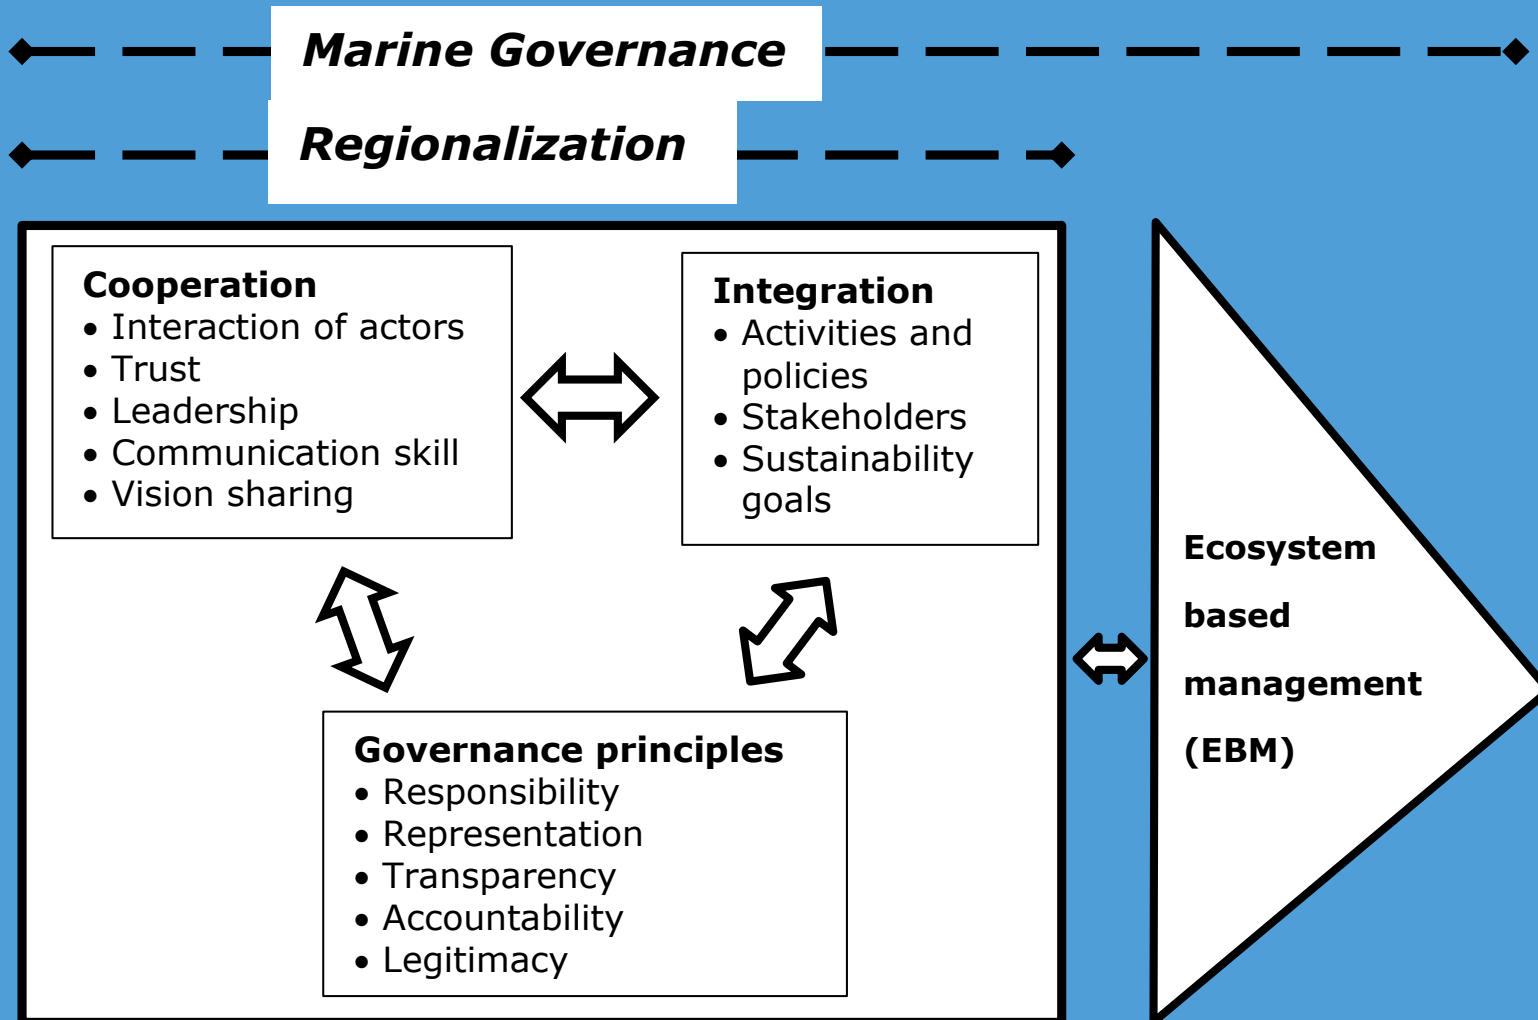 Marine Governance
Regionalization
Cooperation
• Interaction of actors
• Trust
• Leadership
• Communication skill
• Vision sharing
Integration
• Activities and
policies
• Stakeholders
• Sustainability
goals
Governance principles
• Responsibility
• Representation
• Transparency
• Accountability
• Legitimacy
Ecosystem
based
management
(EBM)